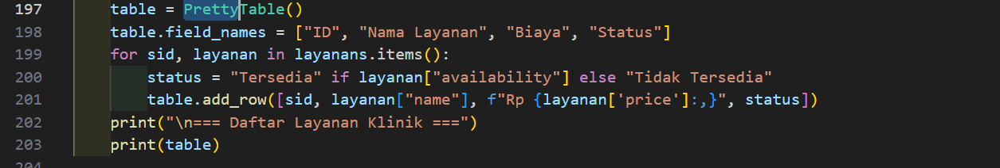 197 table = PrettyTable()
198 table.field_names = ["ID", "Nama Layanan", "Biaya", "Status"]
199 for sid, layanan in layanans.items():
200 status = "Tersedia" if layanan["availability"] else "Tidak Tersedia"
201 table.add_row([sid, layanan["name"], f"Rp {layanan['price']:,}", status])
202 print("\n=== Daftar Layanan Klinik ===")
203 print(table)
204